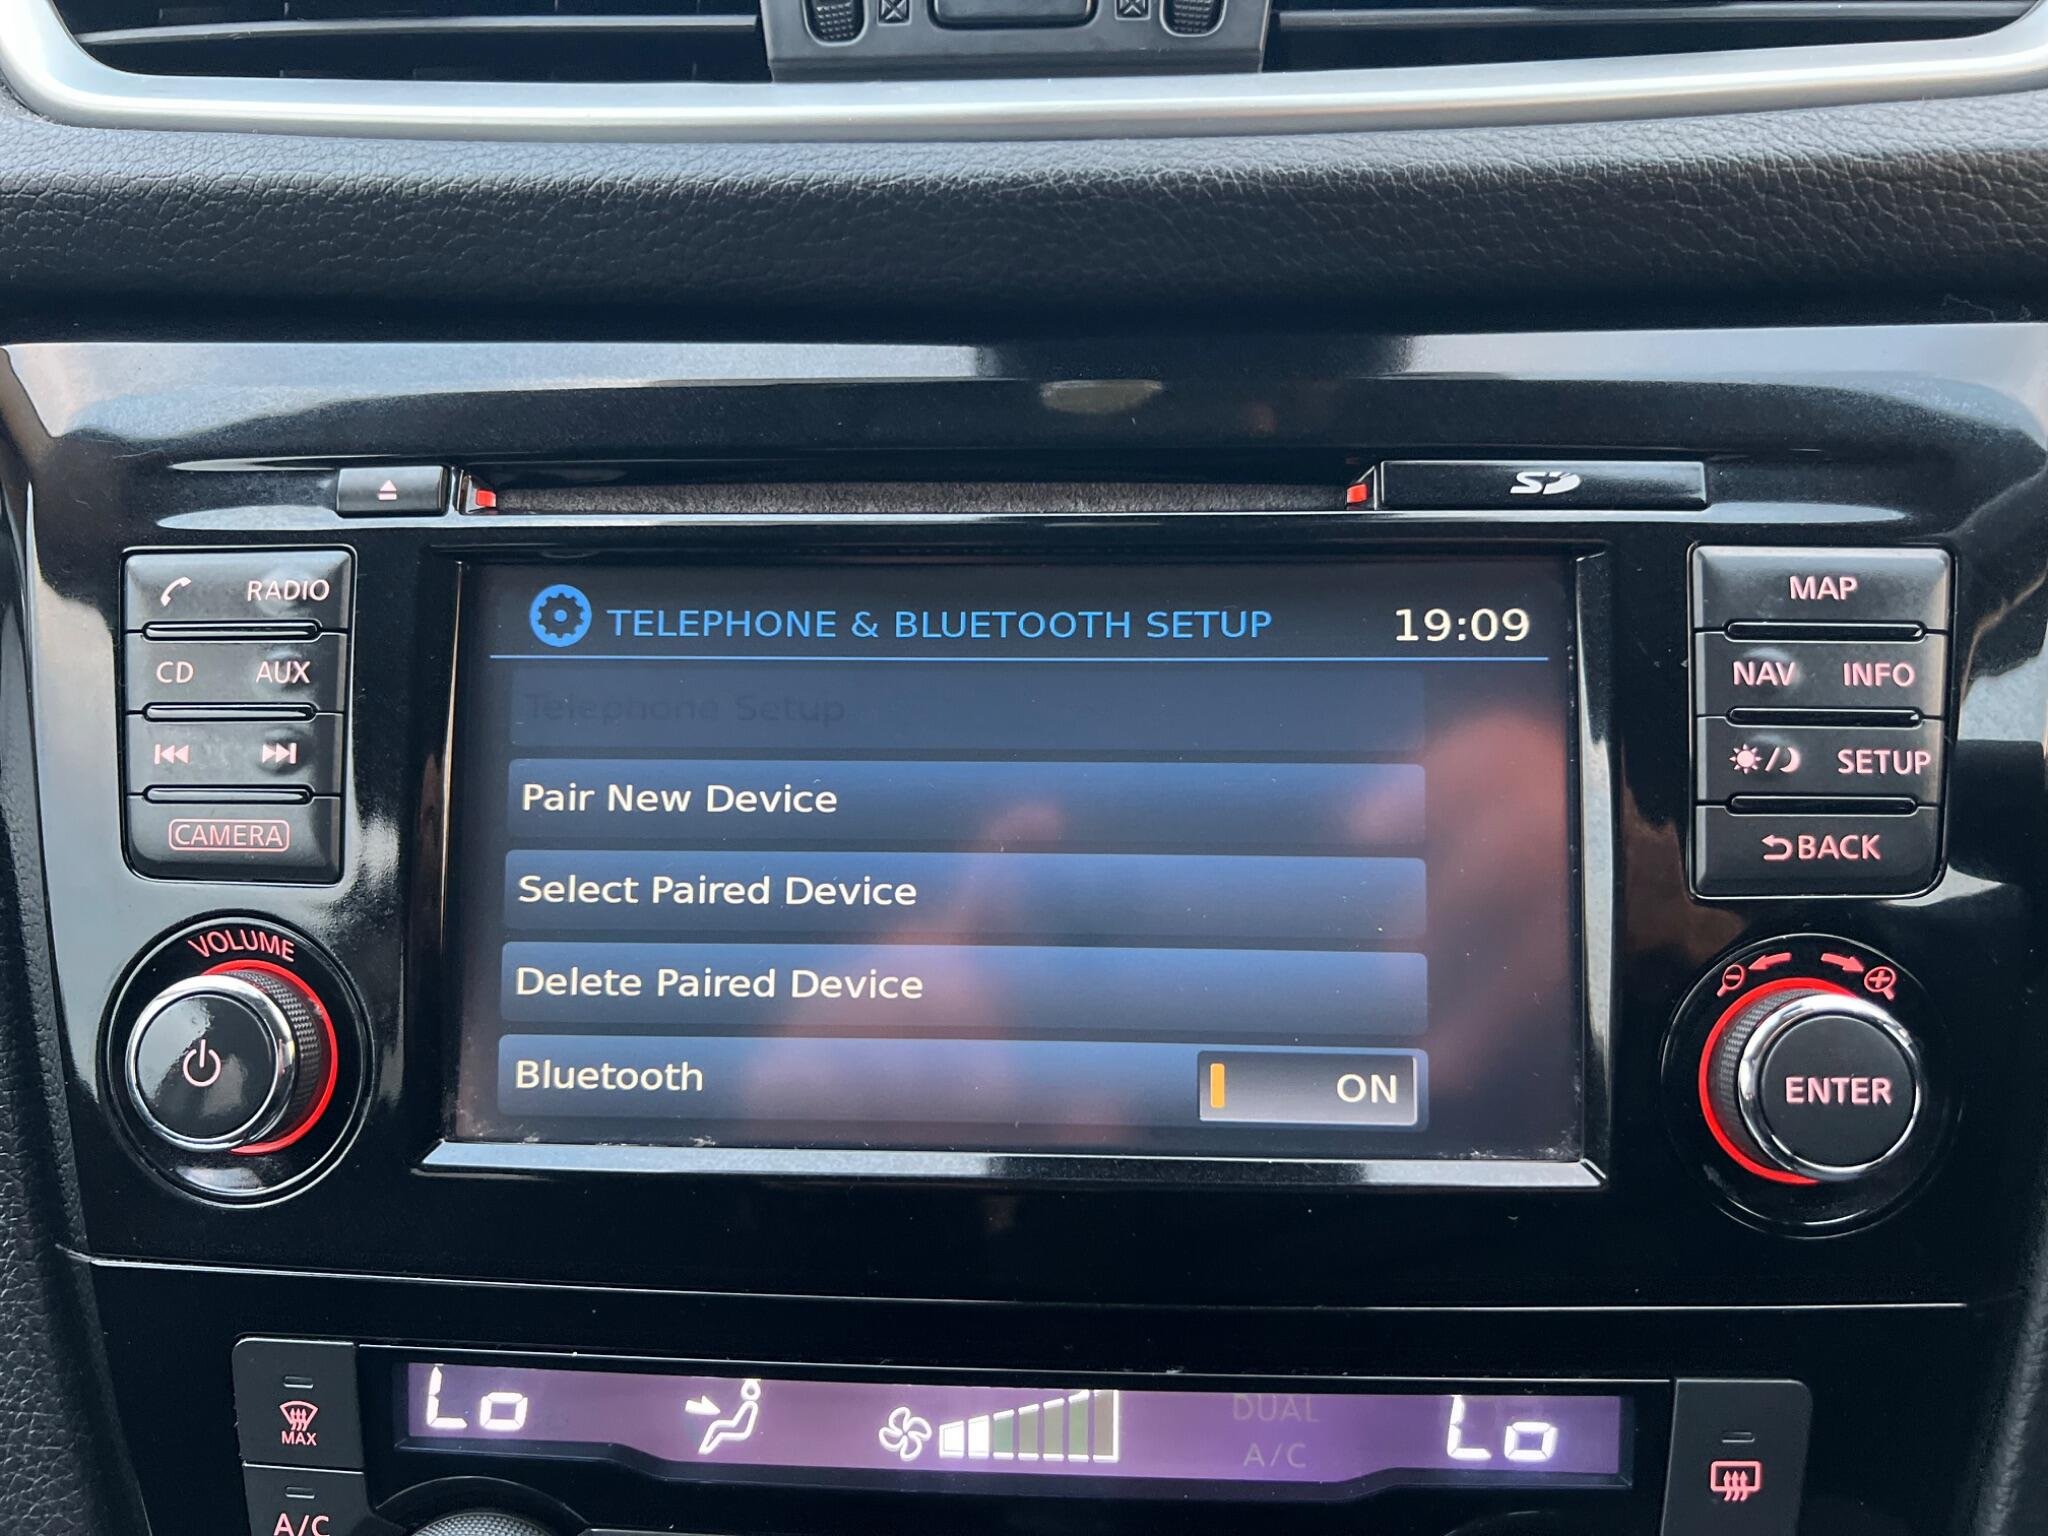 SD
RADIO
CD AUX
CAMERA
VOLUME
TELEPHONE & BLUETOOTH SETUP 19:09
Telephone Setup
Pair New Device
Select Paired Device
Delete Paired Device
Bluetooth ON
MAP
NAV INFO
SETUP
BACK
ENTER
MAX
A/C
Lo
DUAL
A/C
Lo